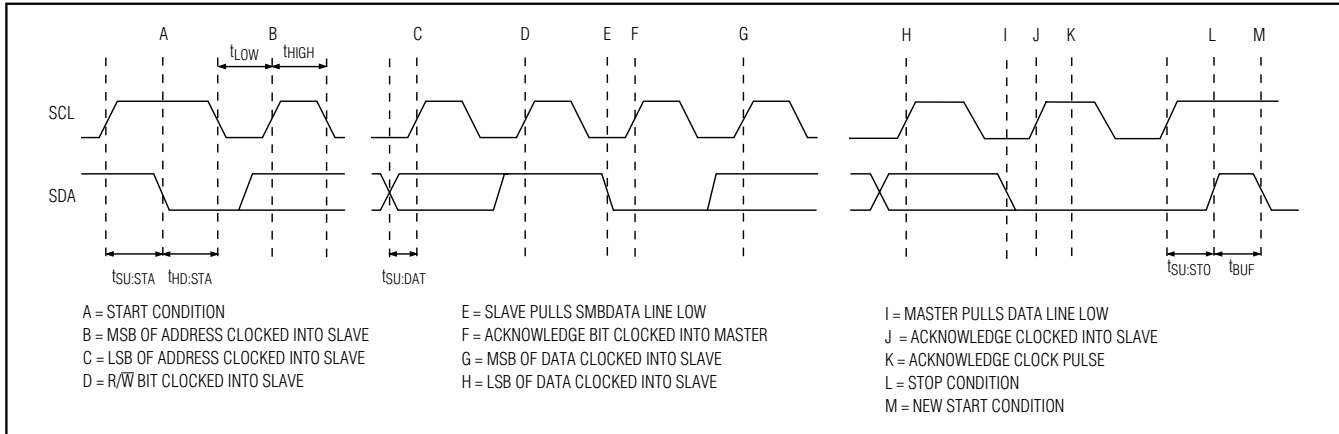 A B C D E F G H I J K L M
tLOW tHIGH
SCL
SDA
tSU:STA tHD:STA tSU:DAT tSU:STO tBUF
A = START CONDITION
B = MSB OF ADDRESS CLOCKED INTO SLAVE
C = LSB OF ADDRESS CLOCKED INTO SLAVE
D = R/W̅ BIT CLOCKED INTO SLAVE
E = SLAVE PULLS SMBDATA LINE LOW
F = ACKNOWLEDGE BIT CLOCKED INTO MASTER
G = MSB OF DATA CLOCKED INTO SLAVE
H = LSB OF DATA CLOCKED INTO SLAVE
I = MASTER PULLS DATA LINE LOW
J = ACKNOWLEDGE CLOCKED INTO SLAVE
K = ACKNOWLEDGE CLOCK PULSE
L = STOP CONDITION
M = NEW START CONDITION